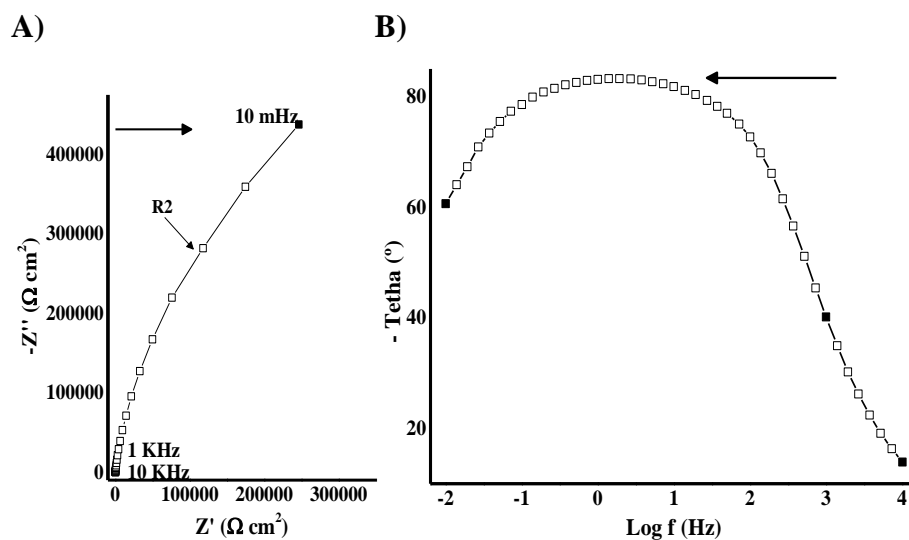 A)
B)
10 mHz
R2
1 KHz
10 KHz
400000
300000
200000
100000
0
-Z'' (Ω cm²)
0
100000
200000
300000
Z' (Ω cm²)
80
60
40
20
- Tetha (º)
-2
-1
0
1
2
3
4
Log f (Hz)